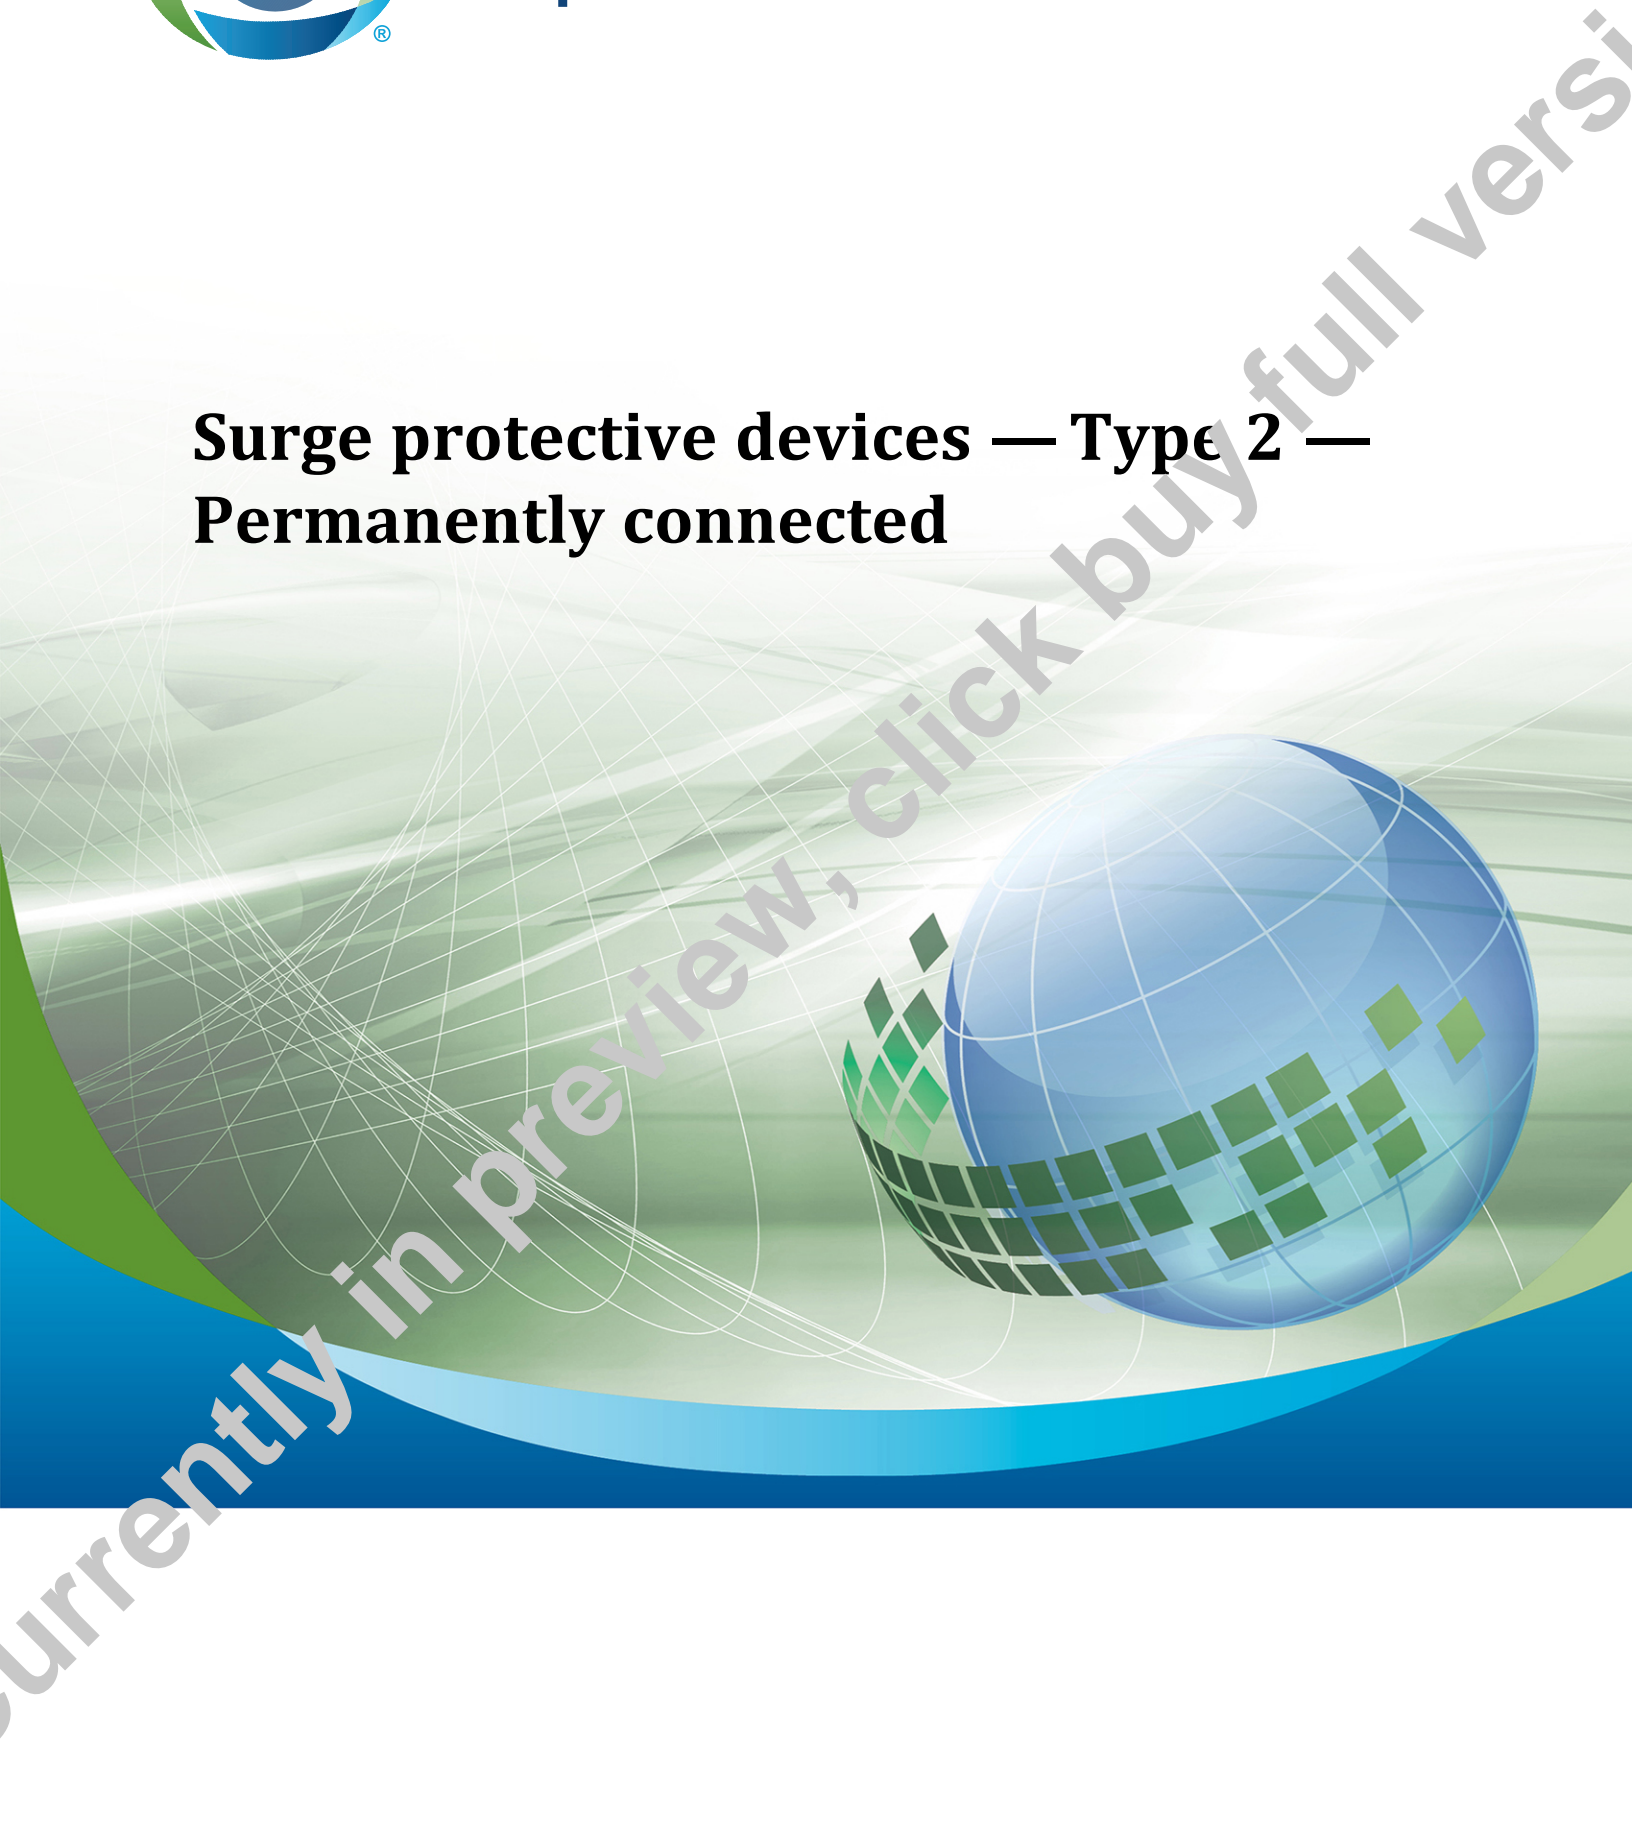 ®
Surge protective devices — Type 2 —
Permanently connected
currently in preview, click buy full versi